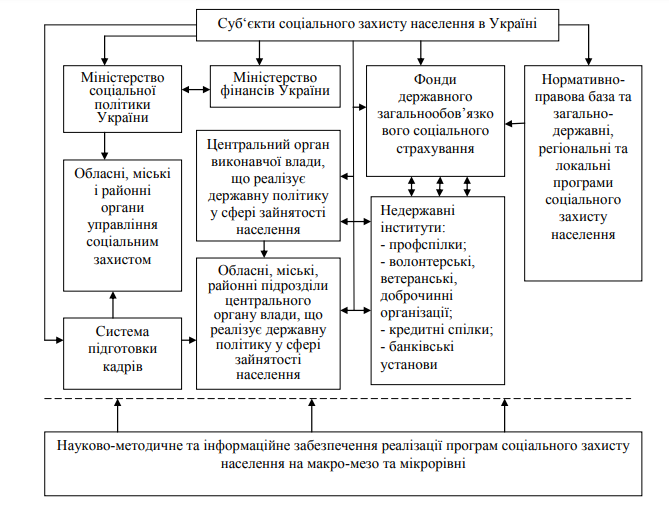 Суб‘єкти соціального захисту населення в Україні
Міністерство
соціальної
політики
України
Міністерство
фінансів України
Фонди
державного
загальнообов’язко
вого соціального
страхування
Нормативно-
правова база та
загально-
державні,
регіональні та
локальні
програми
соціального
захисту
населення
Центральний орган
виконавчої влади,
що реалізує
державну політику
у сфері зайнятості
населення
Обласні, міські
і районні
органи
управління
соціальним
захистом
Недержавні
інститути:
- профспілки;
- волонтерські,
ветеранські,
доброчинні
організації;
- кредитні спілки;
- банківські
установи
Обласні, міські,
районні підрозділи
центрального
органу влади, що
реалізує державну
політику у сфері
зайнятості
населення
Система
підготовки
кадрів
Науково-методичне та інформаційне забезпечення реалізації програм соціального захисту
населення на макро-мезо та мікрорівні